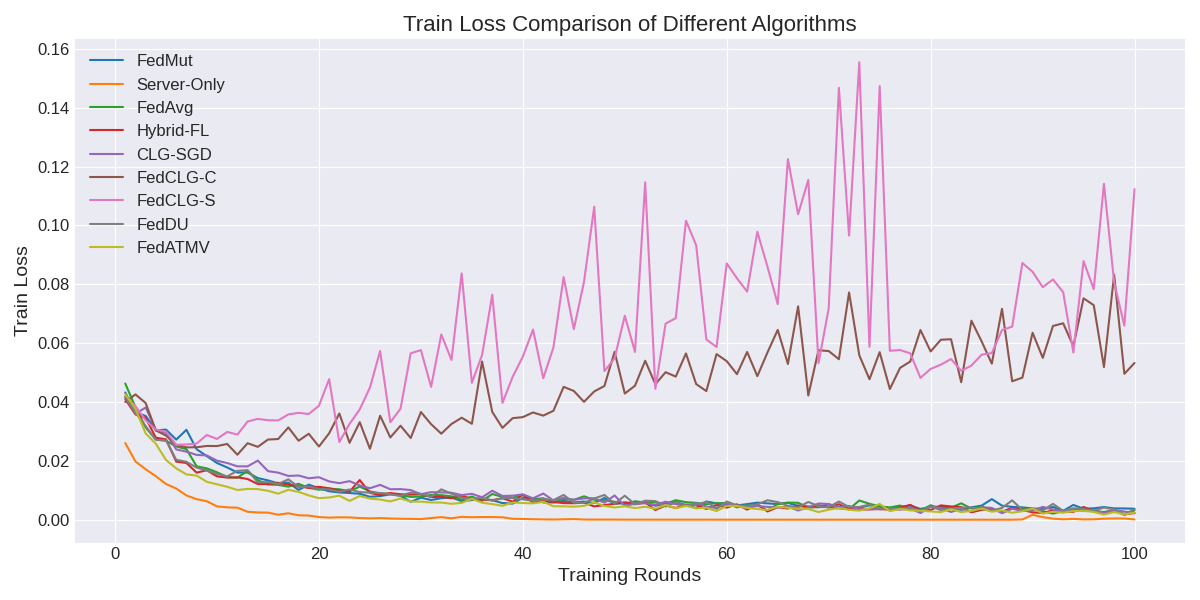 Train Loss Comparison of Different Algorithms
0.16
0.14
0.12
0.10
0.08
0.06
0.04
0.02
0.00
Train Loss
FedMut
Server-Only
FedAvg
Hybrid-FL
CLG-SGD
FedCLG-C
FedCLG-S
FedDU
FedATMV
0 20 40 60 80 100
Training Rounds